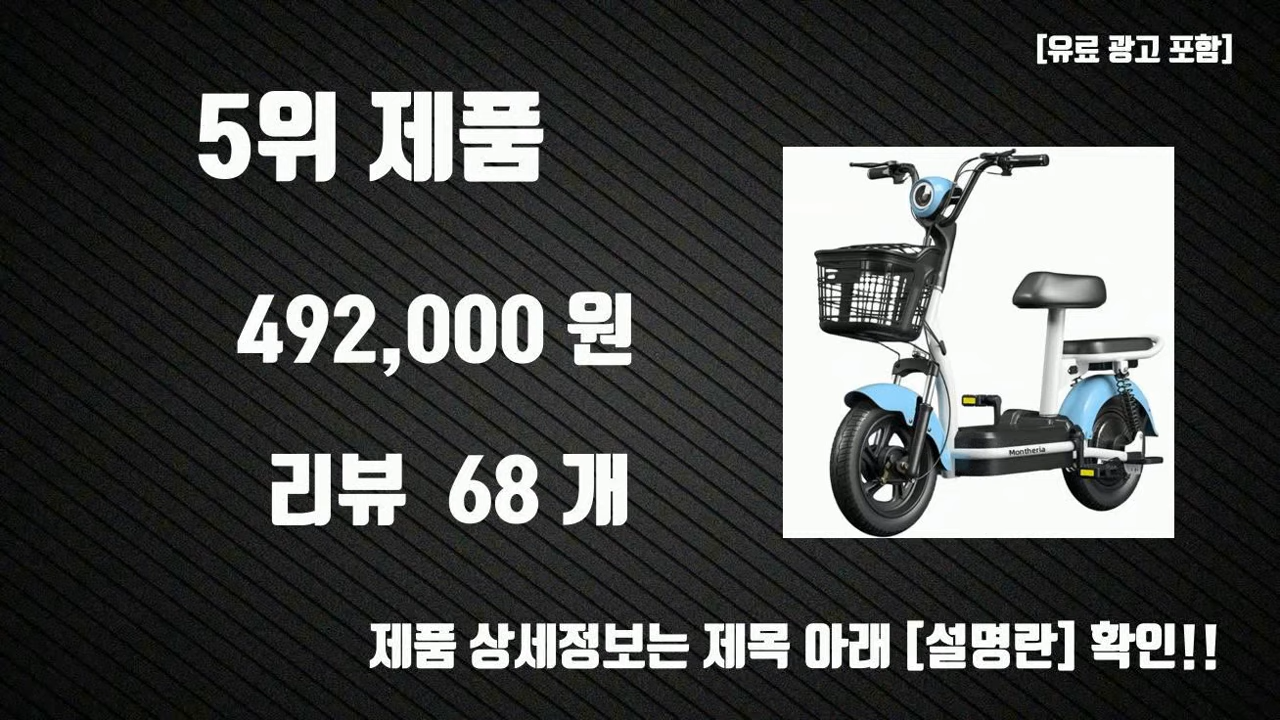 [유료 광고 포함]
5위 제품
492,000 원
리뷰 68 개
Montheria
제품 상세정보는 제목 아래 [설명란] 확인!!